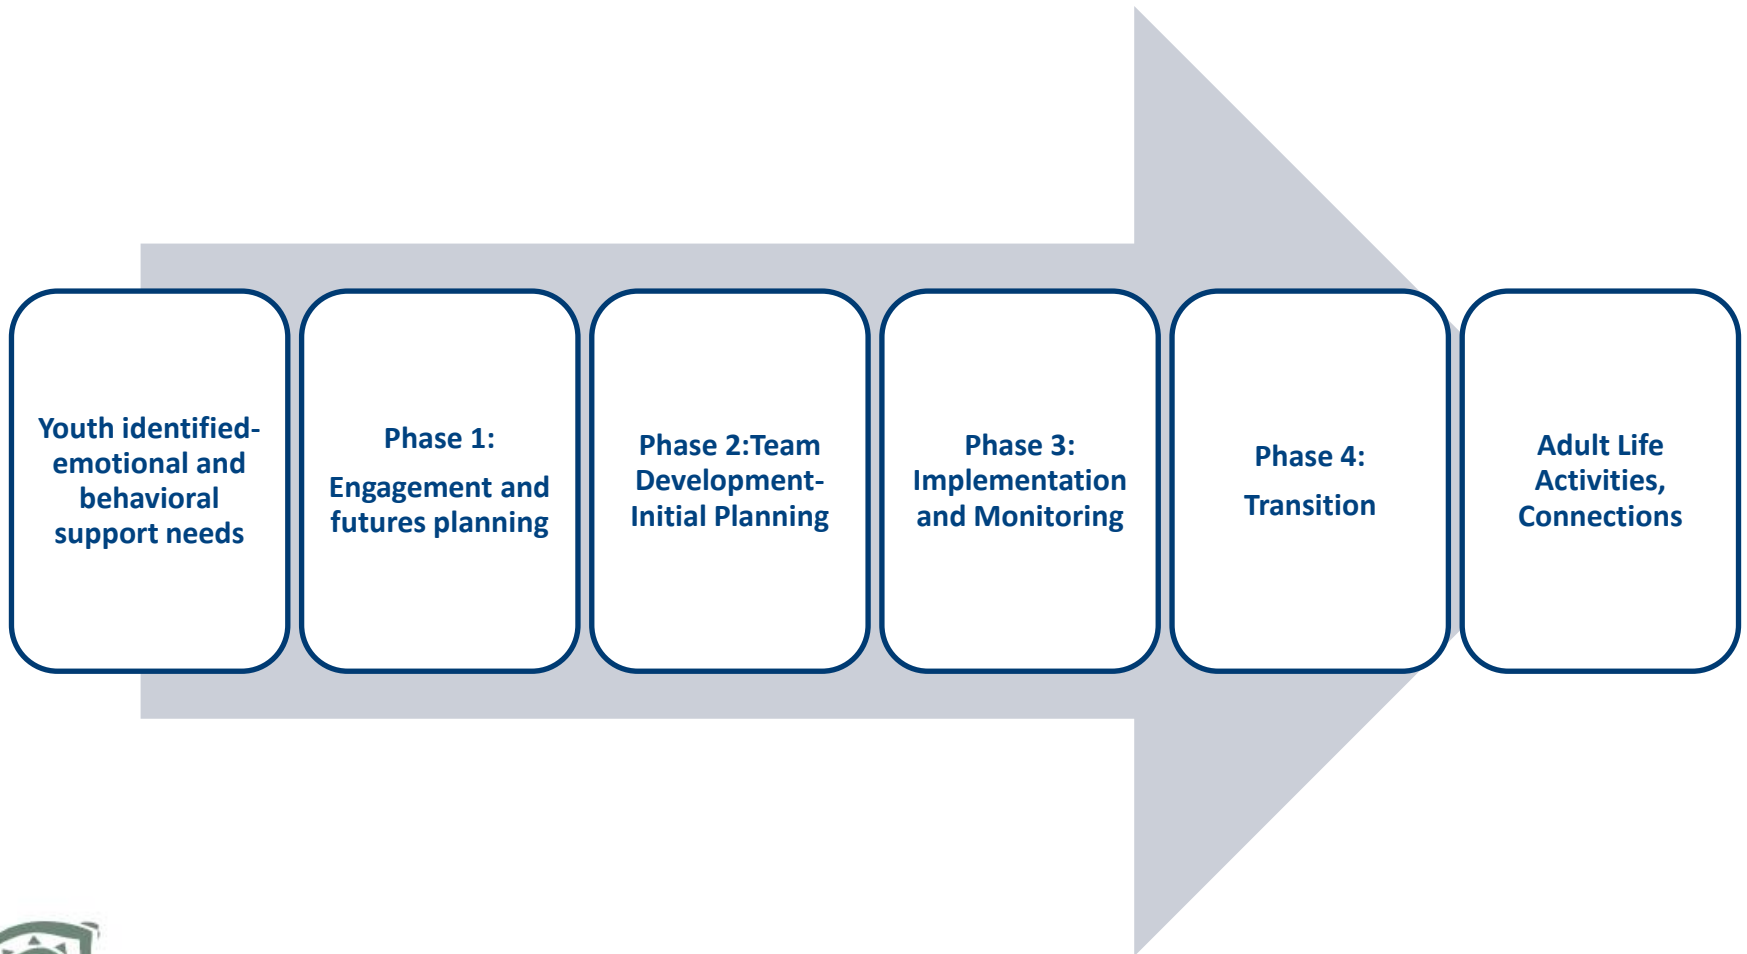 Youth identified-
emotional and
behavioral
support needs
Phase 1:
Engagement and
futures planning
Phase 2:Team
Development-
Initial Planning
Phase 3:
Implementation
and Monitoring
Phase 4:
Transition
Adult Life
Activities,
Connections